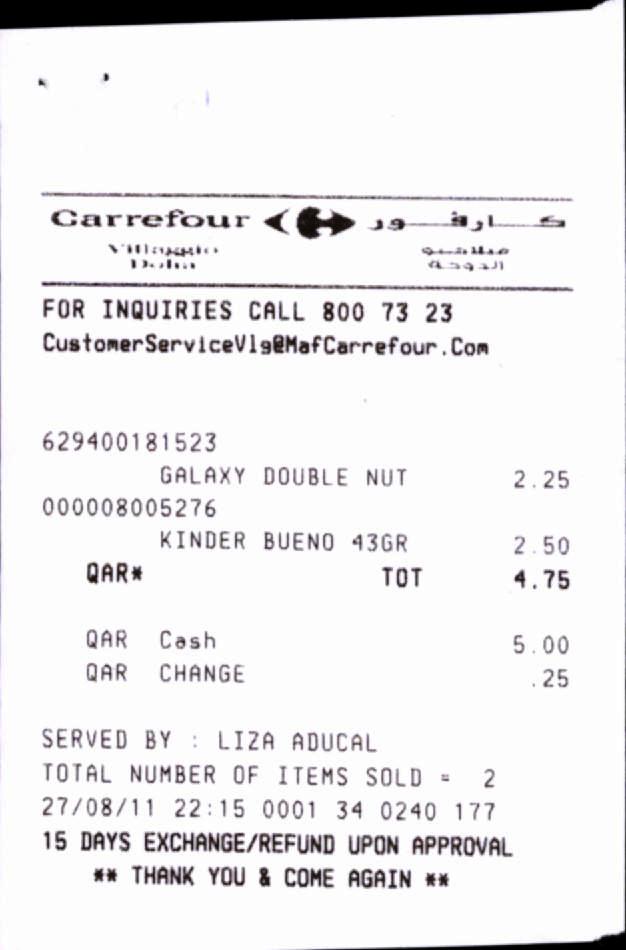 Carrefour كارفور
Villaggio فيلاجيو
Doha الدوحة
FOR INQUIRIES CALL 800 73 23
CustomerServiceVlg@MafCarrefour.Com
629400181523
GALAXY DOUBLE NUT 2.25
000008005276
KINDER BUENO 43GR 2.50
QAR* TOT 4.75
QAR Cash 5.00
QAR CHANGE .25
SERVED BY : LIZA ADUCAL
TOTAL NUMBER OF ITEMS SOLD = 2
27/08/11 22:15 0001 34 0240 177
15 DAYS EXCHANGE/REFUND UPON APPROVAL
** THANK YOU & COME AGAIN **